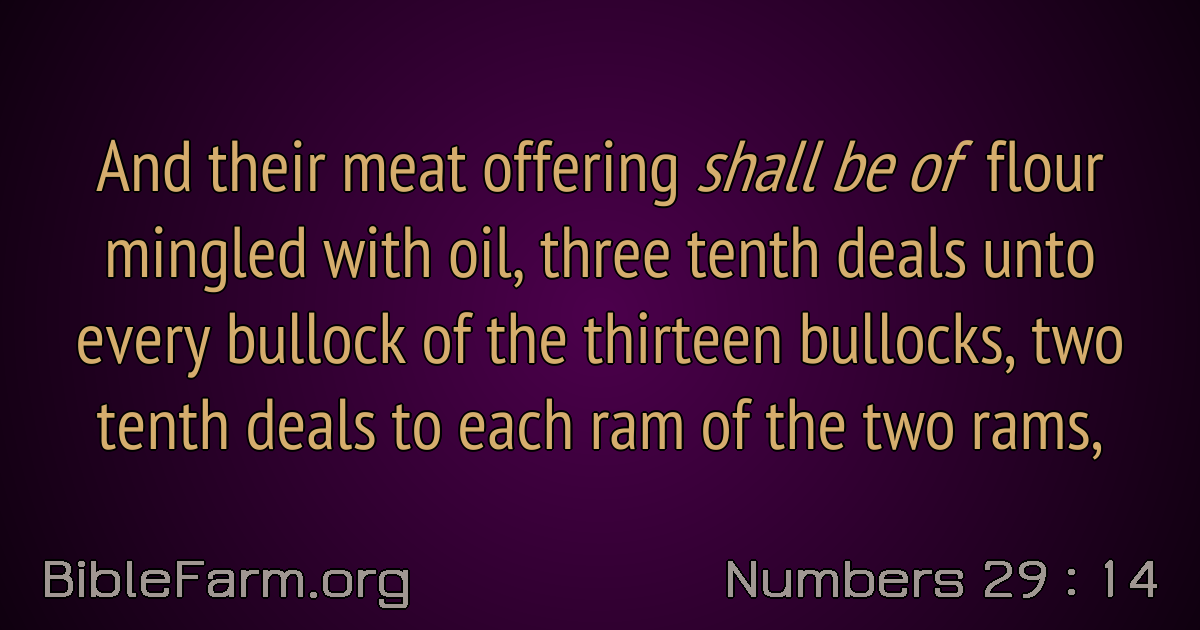 And their meat offering shall be of flour
mingled with oil, three tenth deals unto
every bullock of the thirteen bullocks, two
tenth deals to each ram of the two rams,
BibleFarm.org
Numbers 29 : 14